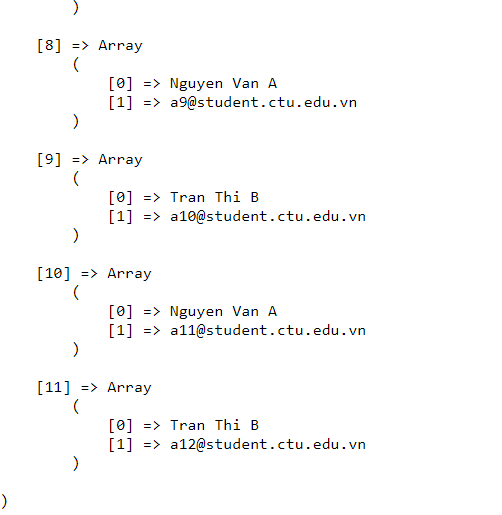 )
[8] => Array
(
[0] => Nguyen Van A
[1] => a9@student.ctu.edu.vn
)
[9] => Array
(
[0] => Tran Thi B
[1] => a10@student.ctu.edu.vn
)
[10] => Array
(
[0] => Nguyen Van A
[1] => a11@student.ctu.edu.vn
)
[11] => Array
(
[0] => Tran Thi B
[1] => a12@student.ctu.edu.vn
)
)